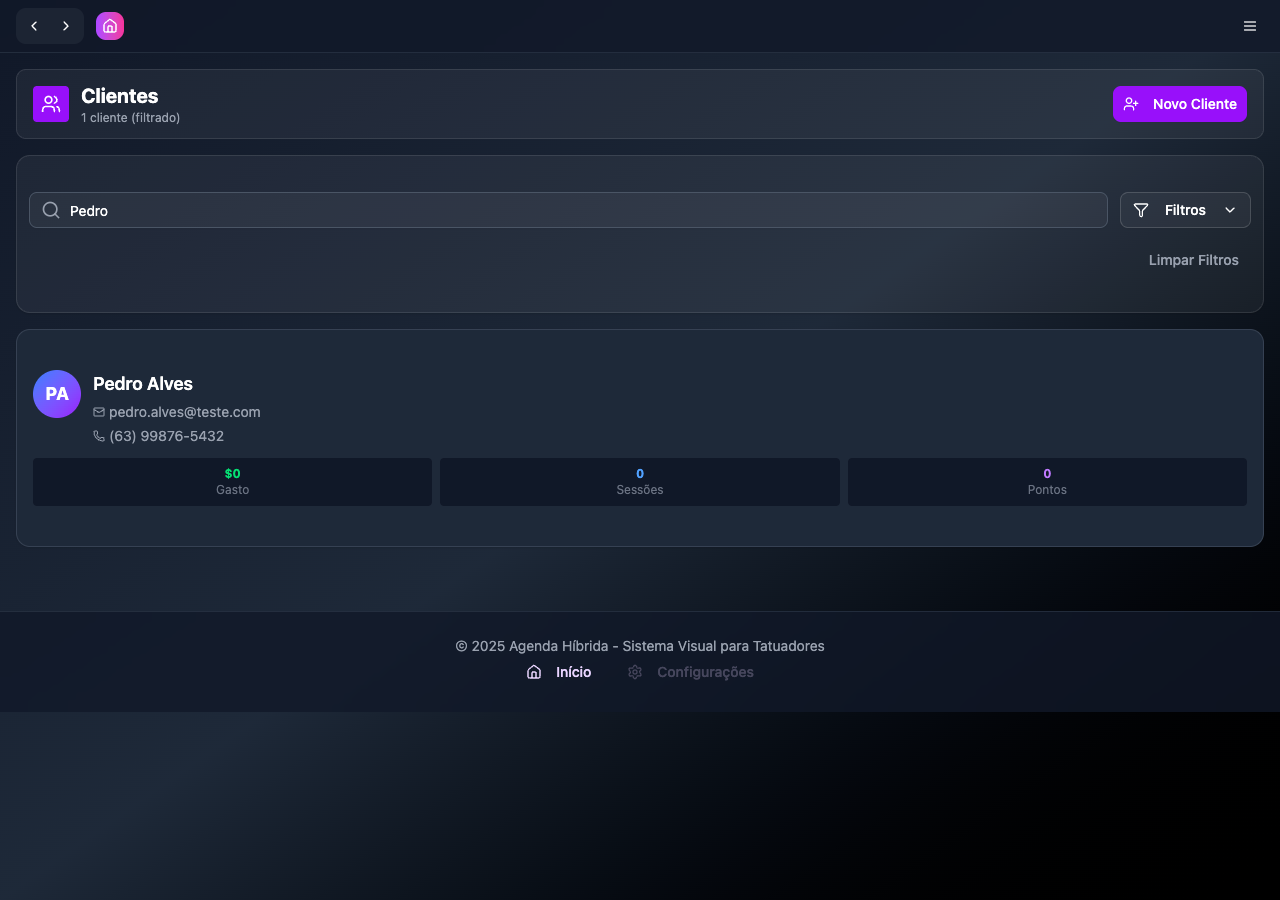 Clientes
1 cliente (filtrado)
Novo Cliente
Pedro
Filtros
Limpar Filtros
PA
Pedro Alves
pedro.alves@teste.com
(63) 99876-5432
$0
Gasto
0
Sessões
0
Pontos
© 2025 Agenda Híbrida - Sistema Visual para Tatuadores
Início
Configurações